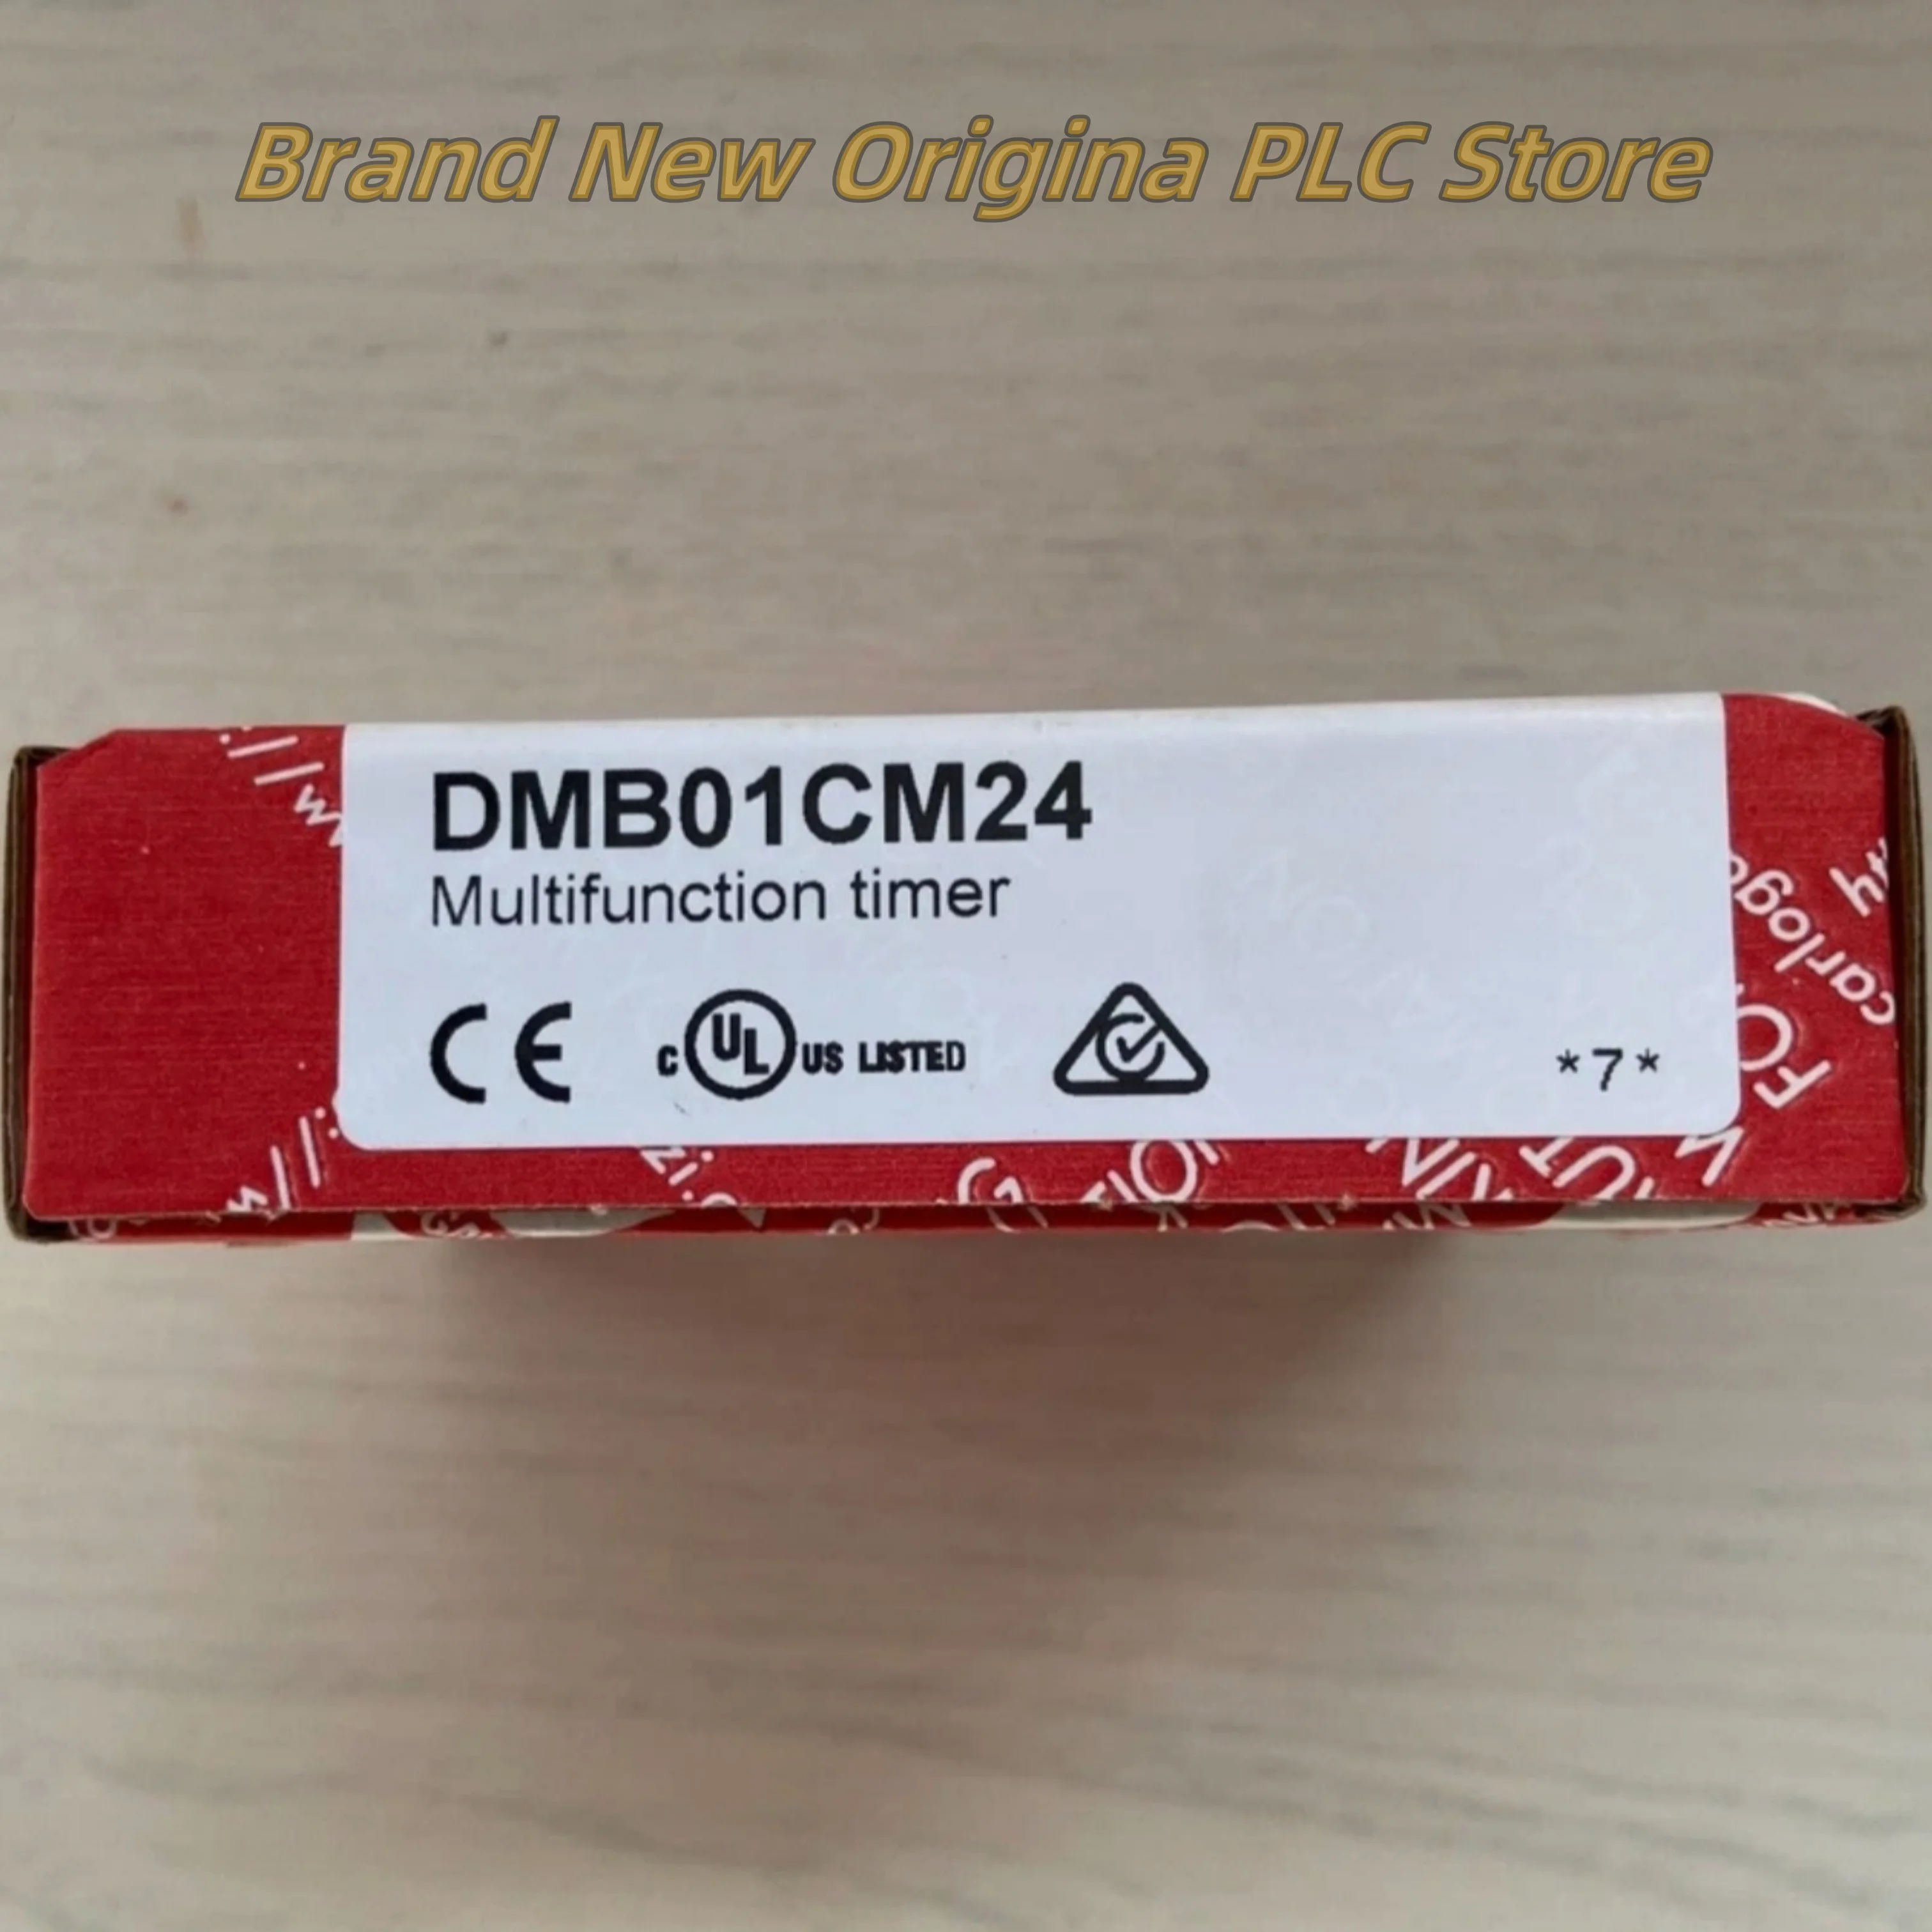 Brand New Origina PLC Store
DMB01CM24
Multifunction timer
CE
C UL US LISTED
*7*